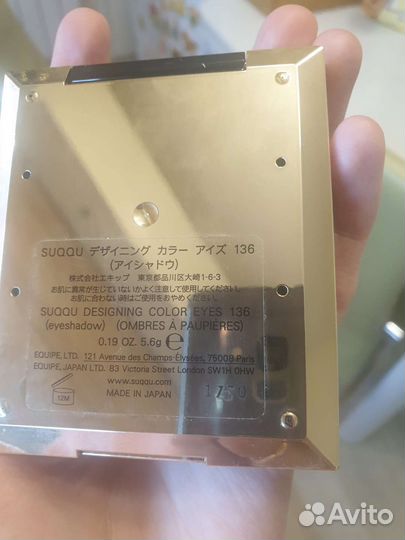 SUQQU デザイニング カラー アイズ 136
(アイシャドウ)
株式会社エキップ 東京都品川区大崎1-6-3
お肌に異常が生じていないかよく注意して使用してください。
お肌に合わない時はご使用をおやめください。
SUQQU DESIGNING COLOR EYES 136
(eyeshadow) (OMBRES À PAUPIÈRES)
0.19 OZ. 5.6g ℮
EQUIPE, LTD. 121 Avenue des Champs-Élysées, 75008 Paris
EQUIPE, JAPAN LTD. 83 Victoria Street London SW1H 0HW
www.suqqu.com
12M MADE IN JAPAN
Avito